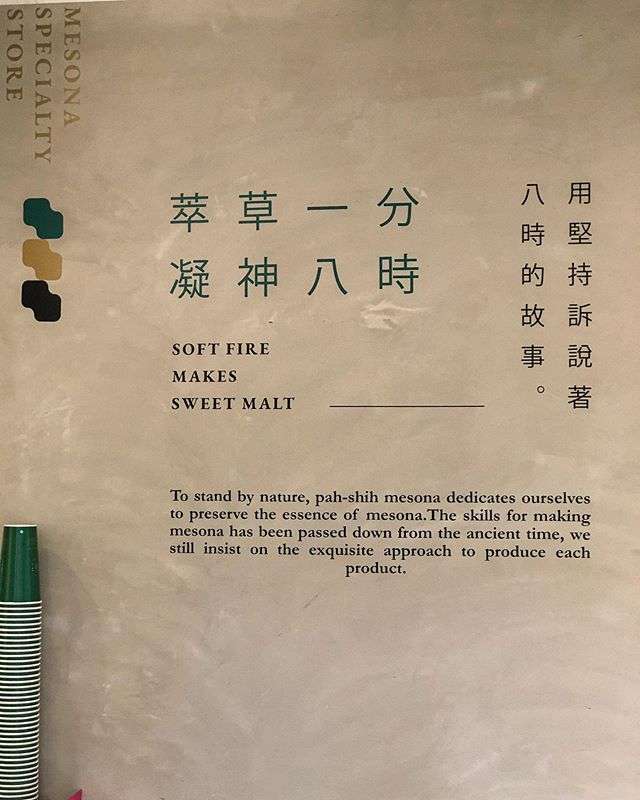 MESONA
SPECIALTY
STORE
萃草一分
凝神八時
用堅持訴說著
八時的故事。
SOFT FIRE
MAKES
SWEET MALT
To stand by nature, pah-shih mesona dedicates ourselves
to preserve the essence of mesona.The skills for making
mesona has been passed down from the ancient time, we
still insist on the exquisite approach to produce each
product.